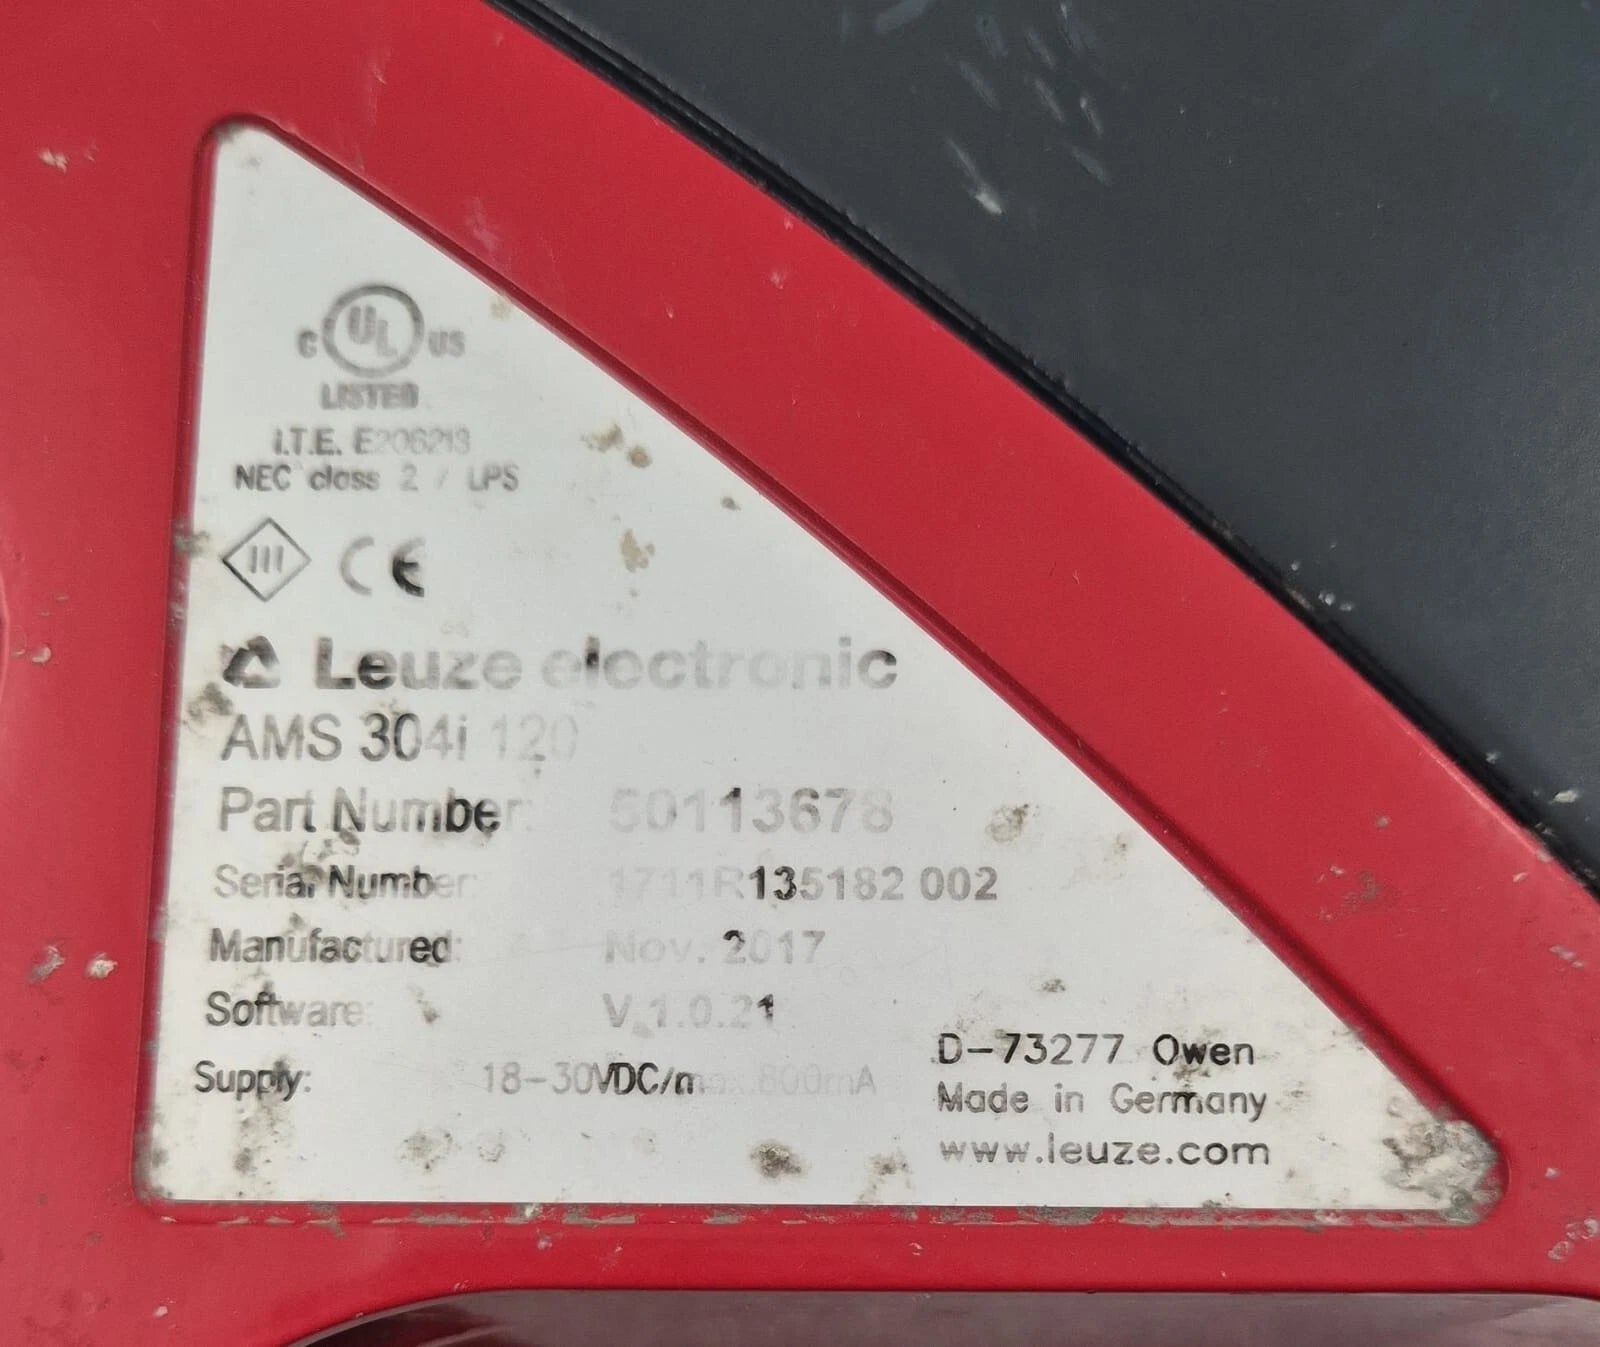 C UL US
LISTED
I.T.E. E206213
NEC class 2 / LPS
III CE
Leuze electronic
AMS 304i 120
Part Number: 50113678
Serial Number: 1711R135182 002
Manufactured: Nov. 2017
Software: V 1.0.21
Supply: 18-30VDC/max.800mA
D-73277 Owen
Made in Germany
www.leuze.com